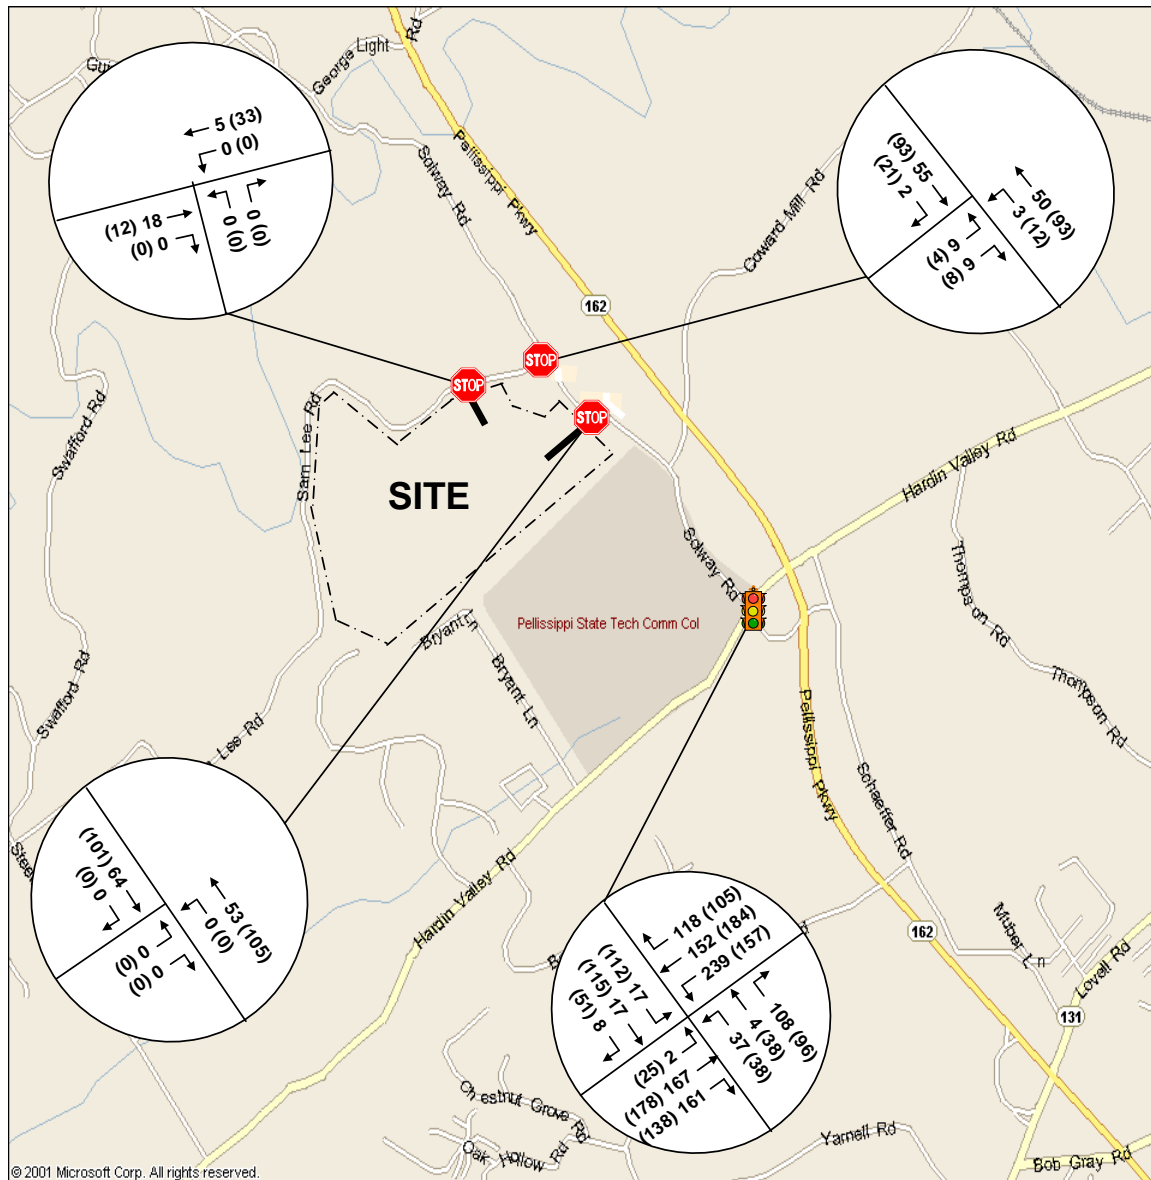 George Light Rd
Gui
5 (33)
0 (0)
(12) 18
(0) 0
0 (0)
0 (0)
Solway Rd
Pellissippi Pkwy
Pellissippi Pkwy
162
Coward Mill Rd
(93) 55
(21) 2
50 (93)
3 (12)
(4) 9
(8) 9
STOP
STOP
STOP
Swafford Rd
Sam Lee Rd
SITE
Hardin Valley Rd
Solway Rd
Thompson Rd
Pellissippi State Tech Comm Col
Bryant Ln
Bryant Ln
Swafford Rd
Lee Rd
Thompson Rd
Pellissippi Pkwy
Schaeffer Rd
Steel
(101) 64
(0) 0
(0) 0
(0) 0
53 (105)
0 (0)
Hardin Valley Rd
118 (105)
152 (184)
239 (157)
(112) 17
(115) 17
(51) 8
108 (96)
4 (38)
37 (38)
(25) 2
(178) 167
(138) 161
162
Lovell Rd
131
Chestnut Grove Rd
Oak Hollow Rd
Yarnell Rd
Bob Gray Rd
© 2001 Microsoft Corp. All rights reserved.